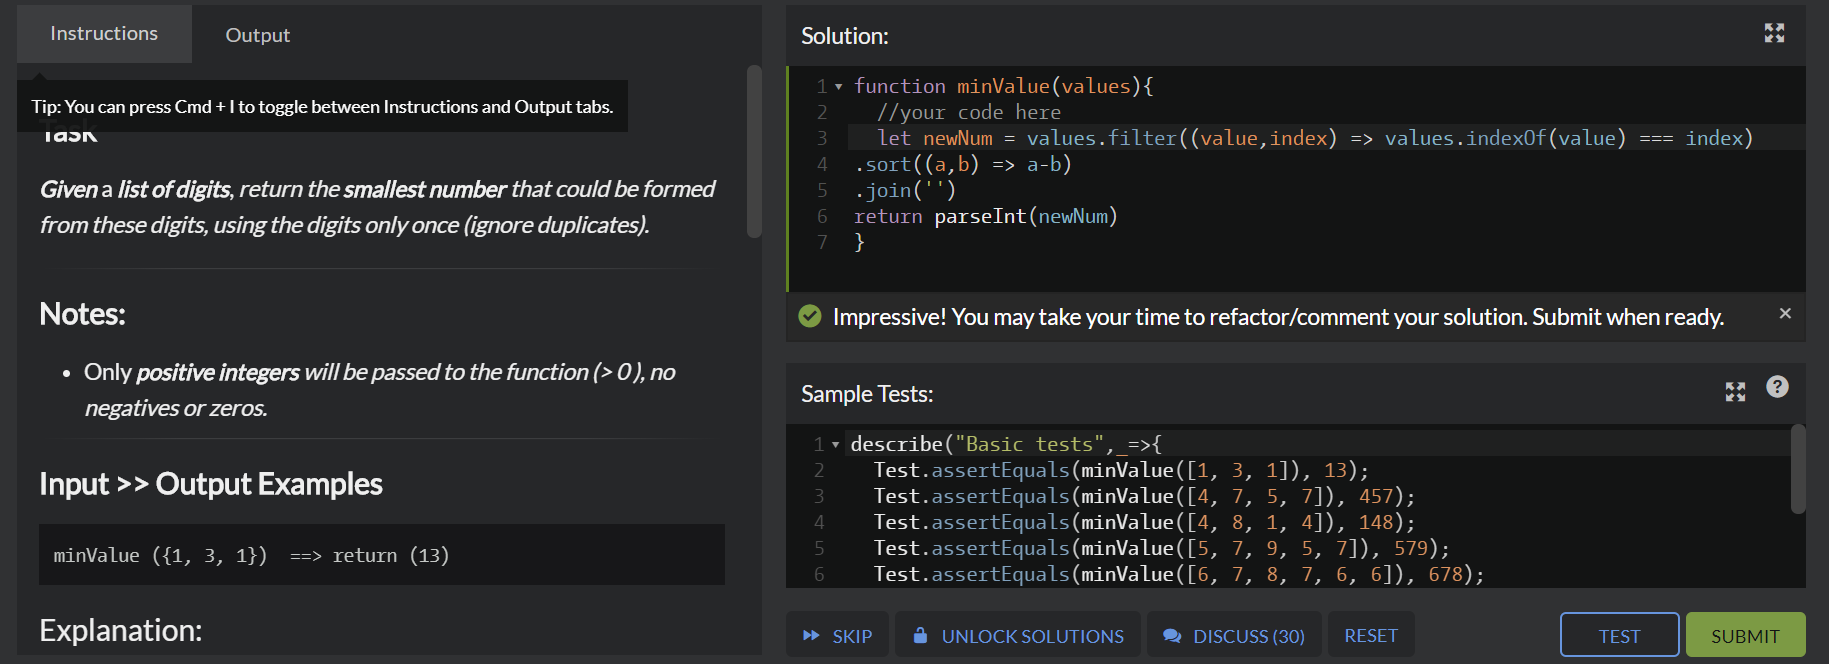 Instructions
Output
Tip: You can press Cmd + I to toggle between Instructions and Output tabs.
Task
Given a list of digits, return the smallest number that could be formed
from these digits, using the digits only once (ignore duplicates).
Notes:
• Only positive integers will be passed to the function (> 0 ), no
negatives or zeros.
Input >> Output Examples
minValue ({1, 3, 1})  ==> return (13)
Explanation:
Solution:
1 function minValue(values){
2 //your code here
3 let newNum = values.filter((value,index) => values.indexOf(value) === index)
4 .sort((a,b) => a-b)
5 .join('')
6 return parseInt(newNum)
7 }
Impressive! You may take your time to refactor/comment your solution. Submit when ready. ×
Sample Tests: ?
1 describe("Basic tests",_=>{
2 Test.assertEquals(minValue([1, 3, 1]), 13);
3 Test.assertEquals(minValue([4, 7, 5, 7]), 457);
4 Test.assertEquals(minValue([4, 8, 1, 4]), 148);
5 Test.assertEquals(minValue([5, 7, 9, 5, 7]), 579);
6 Test.assertEquals(minValue([6, 7, 8, 7, 6, 6]), 678);
SKIP
UNLOCK SOLUTIONS
DISCUSS (30)
RESET
TEST
SUBMIT